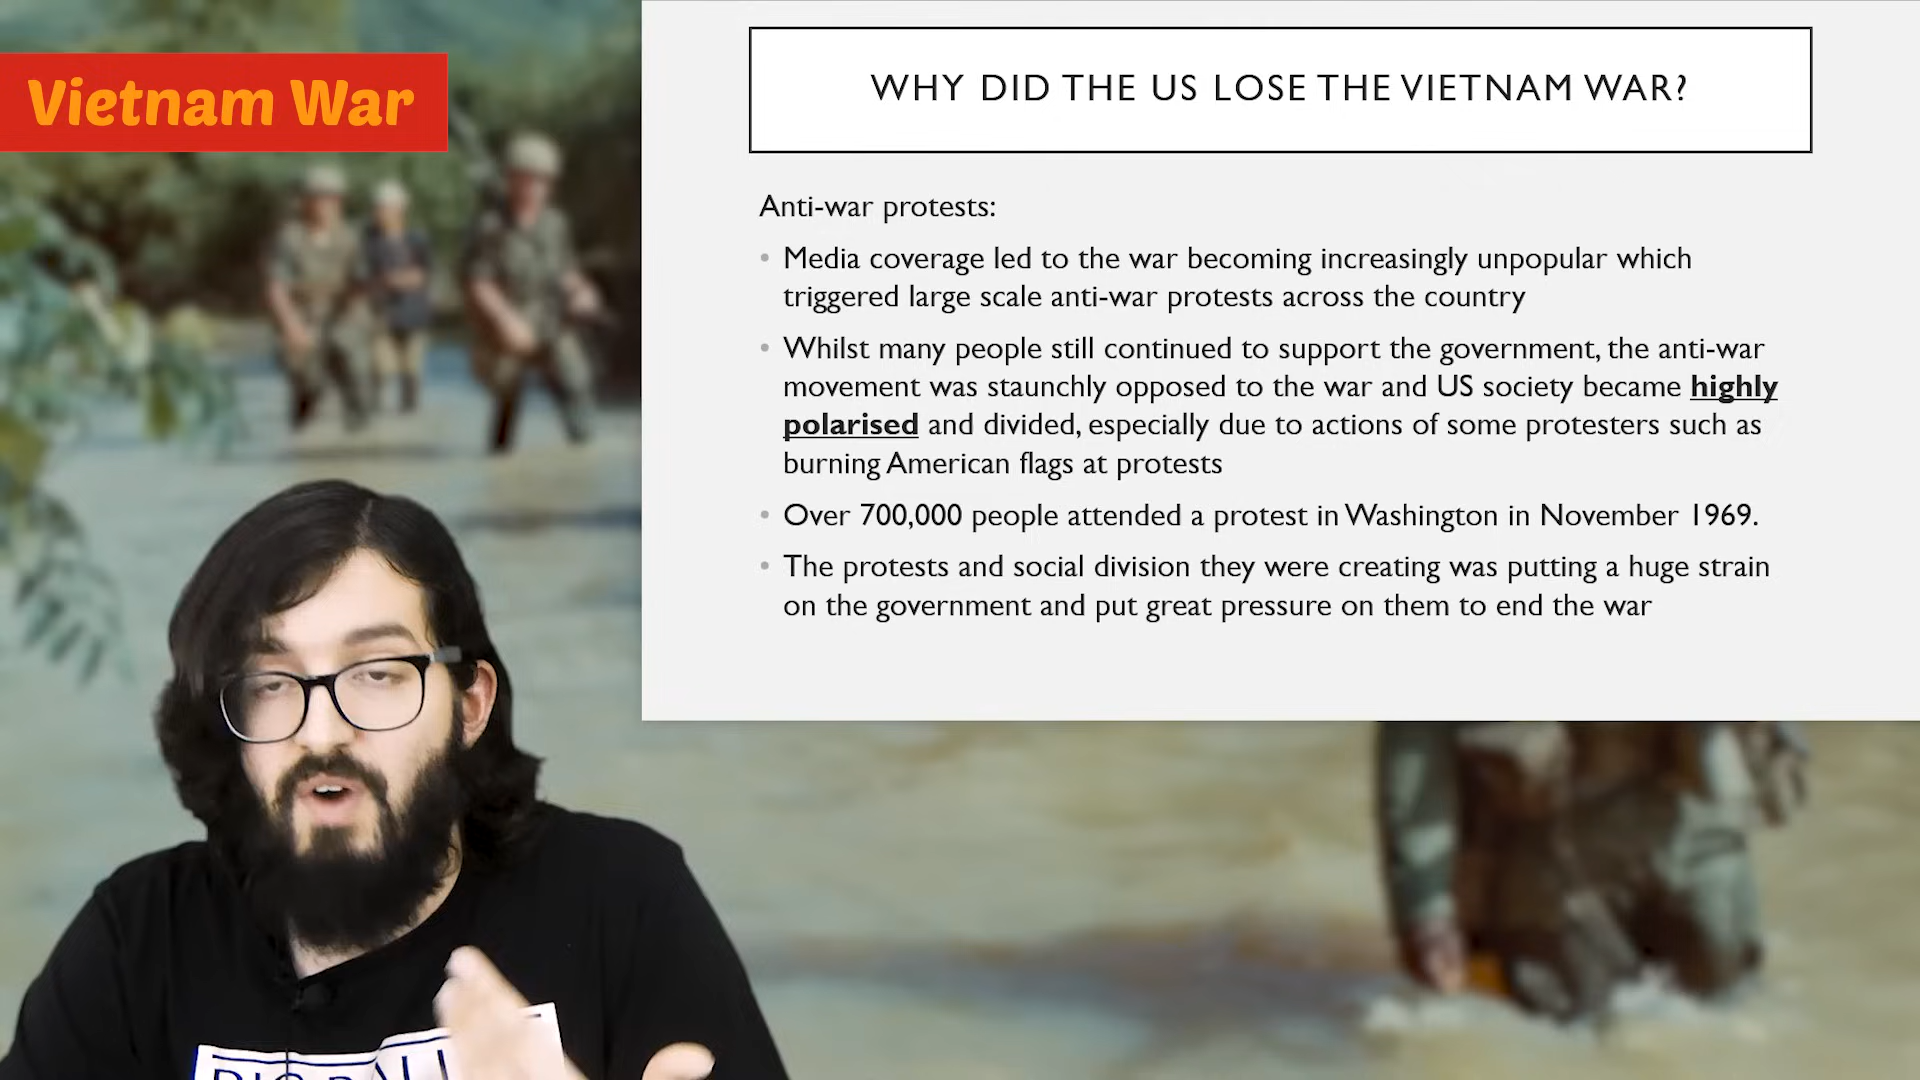 Vietnam War
WHY DID THE US LOSE THE VIETNAM WAR?
Anti-war protests:
• Media coverage led to the war becoming increasingly unpopular which
triggered large scale anti-war protests across the country
• Whilst many people still continued to support the government, the anti-war
movement was staunchly opposed to the war and US society became highly
polarised and divided, especially due to actions of some protesters such as
burning American flags at protests
• Over 700,000 people attended a protest in Washington in November 1969.
• The protests and social division they were creating was putting a huge strain
on the government and put great pressure on them to end the war